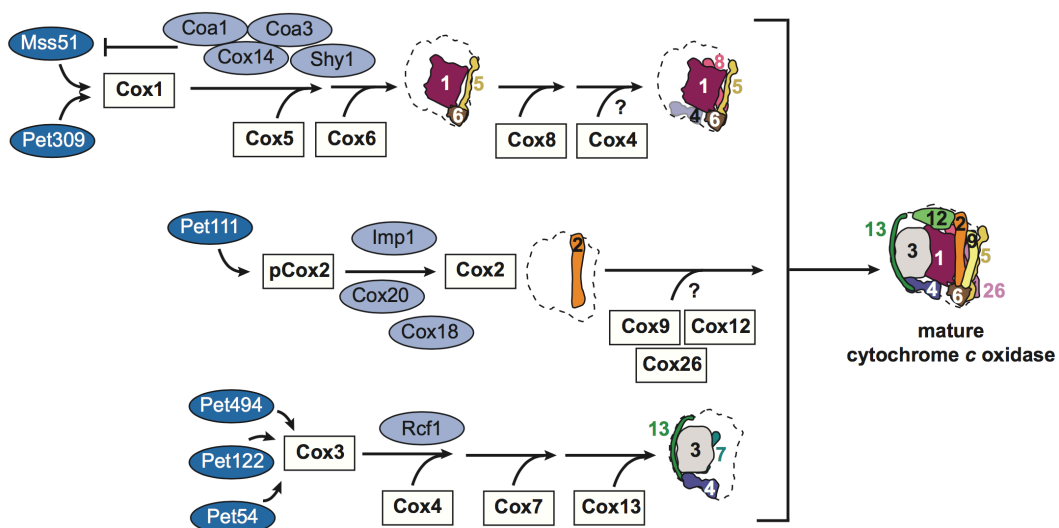 Coa1
Coa3
Mss51
Cox14
Shy1
Cox1
8
1
5
6
1
5
4
6
?
Pet309
Cox5
Cox6
Cox8
Cox4
Pet111
Imp1
2
pCox2
Cox2
Cox20
Cox18
?
Cox9
Cox12
Cox26
13
12
2
9
3
1
5
4
6
26
mature
cytochrome c oxidase
Pet494
Rcf1
13
Pet122
Cox3
3
7
4
Pet54
Cox4
Cox7
Cox13